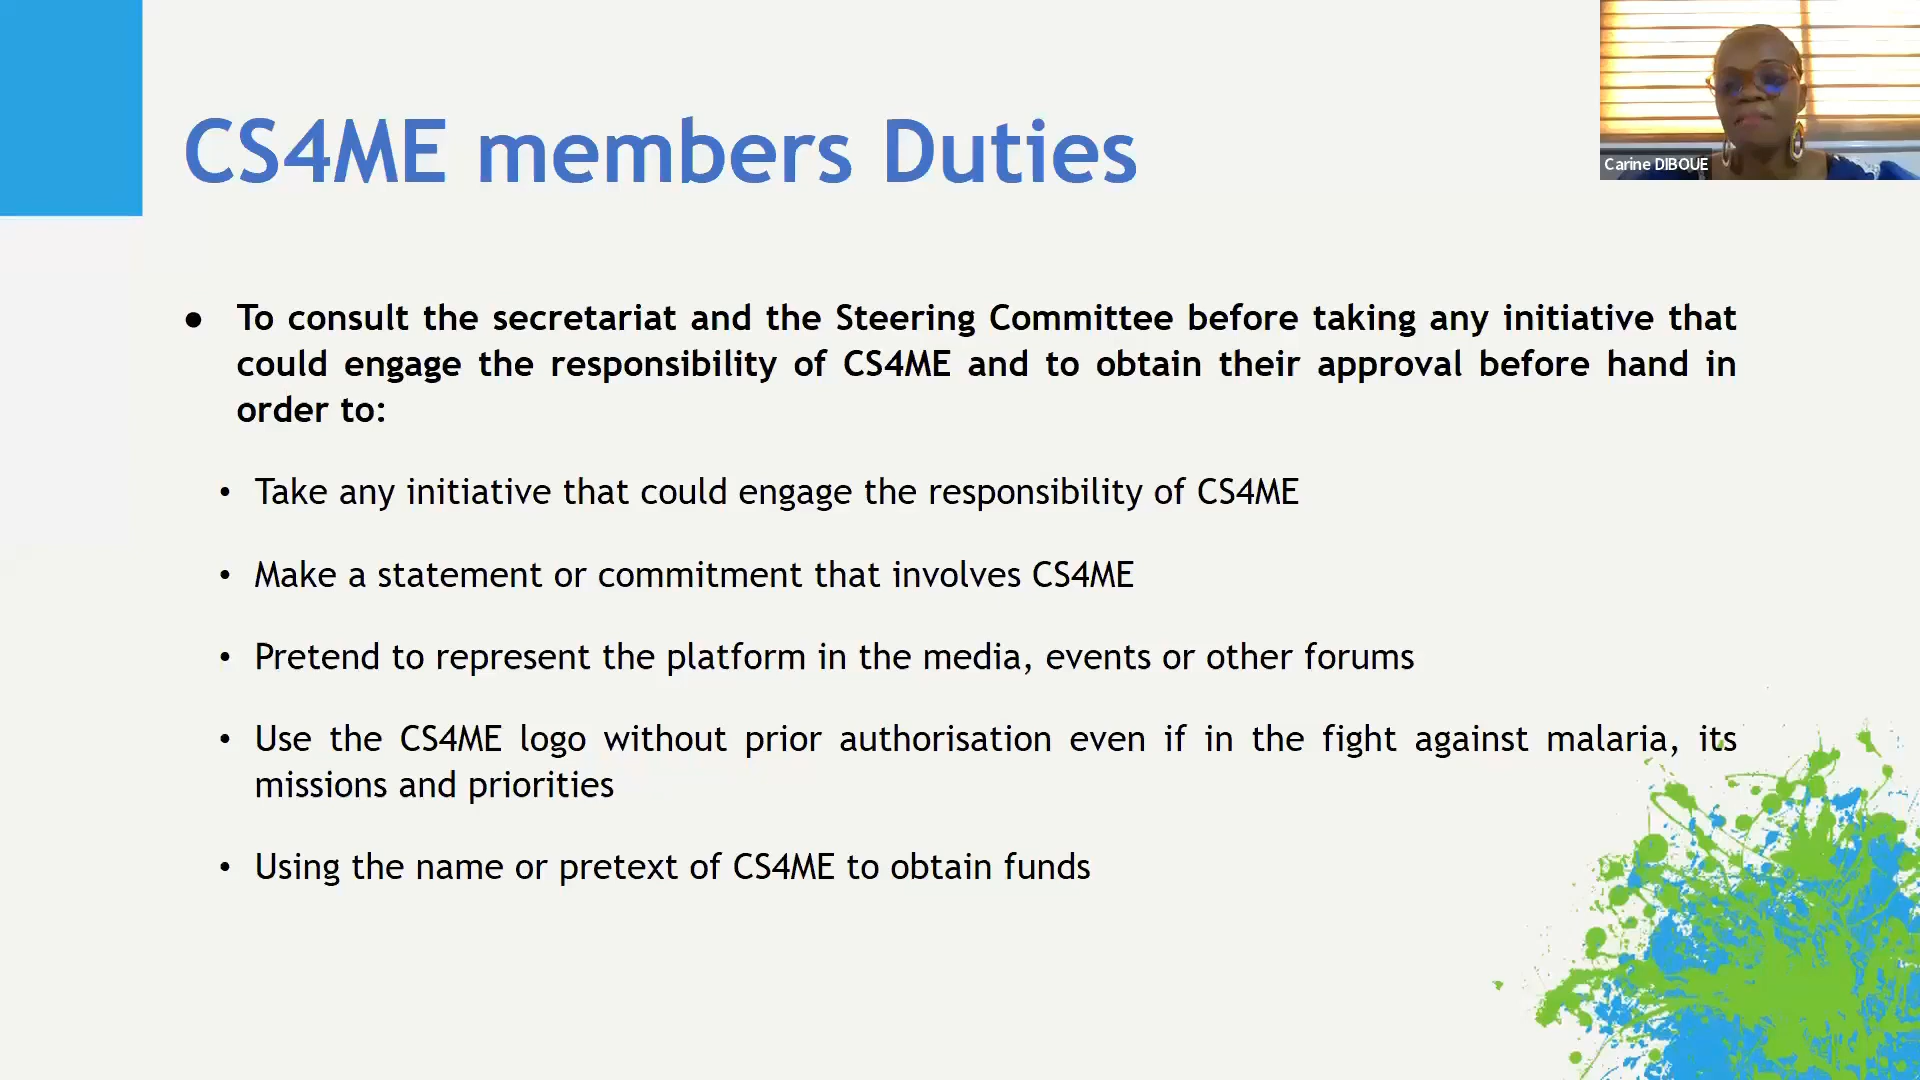 CS4ME members Duties
Carine DIBOUE
● To consult the secretariat and the Steering Committee before taking any initiative that
could engage the responsibility of CS4ME and to obtain their approval before hand in
order to:
• Take any initiative that could engage the responsibility of CS4ME
• Make a statement or commitment that involves CS4ME
• Pretend to represent the platform in the media, events or other forums
• Use the CS4ME logo without prior authorisation even if in the fight against malaria, its
missions and priorities
• Using the name or pretext of CS4ME to obtain funds